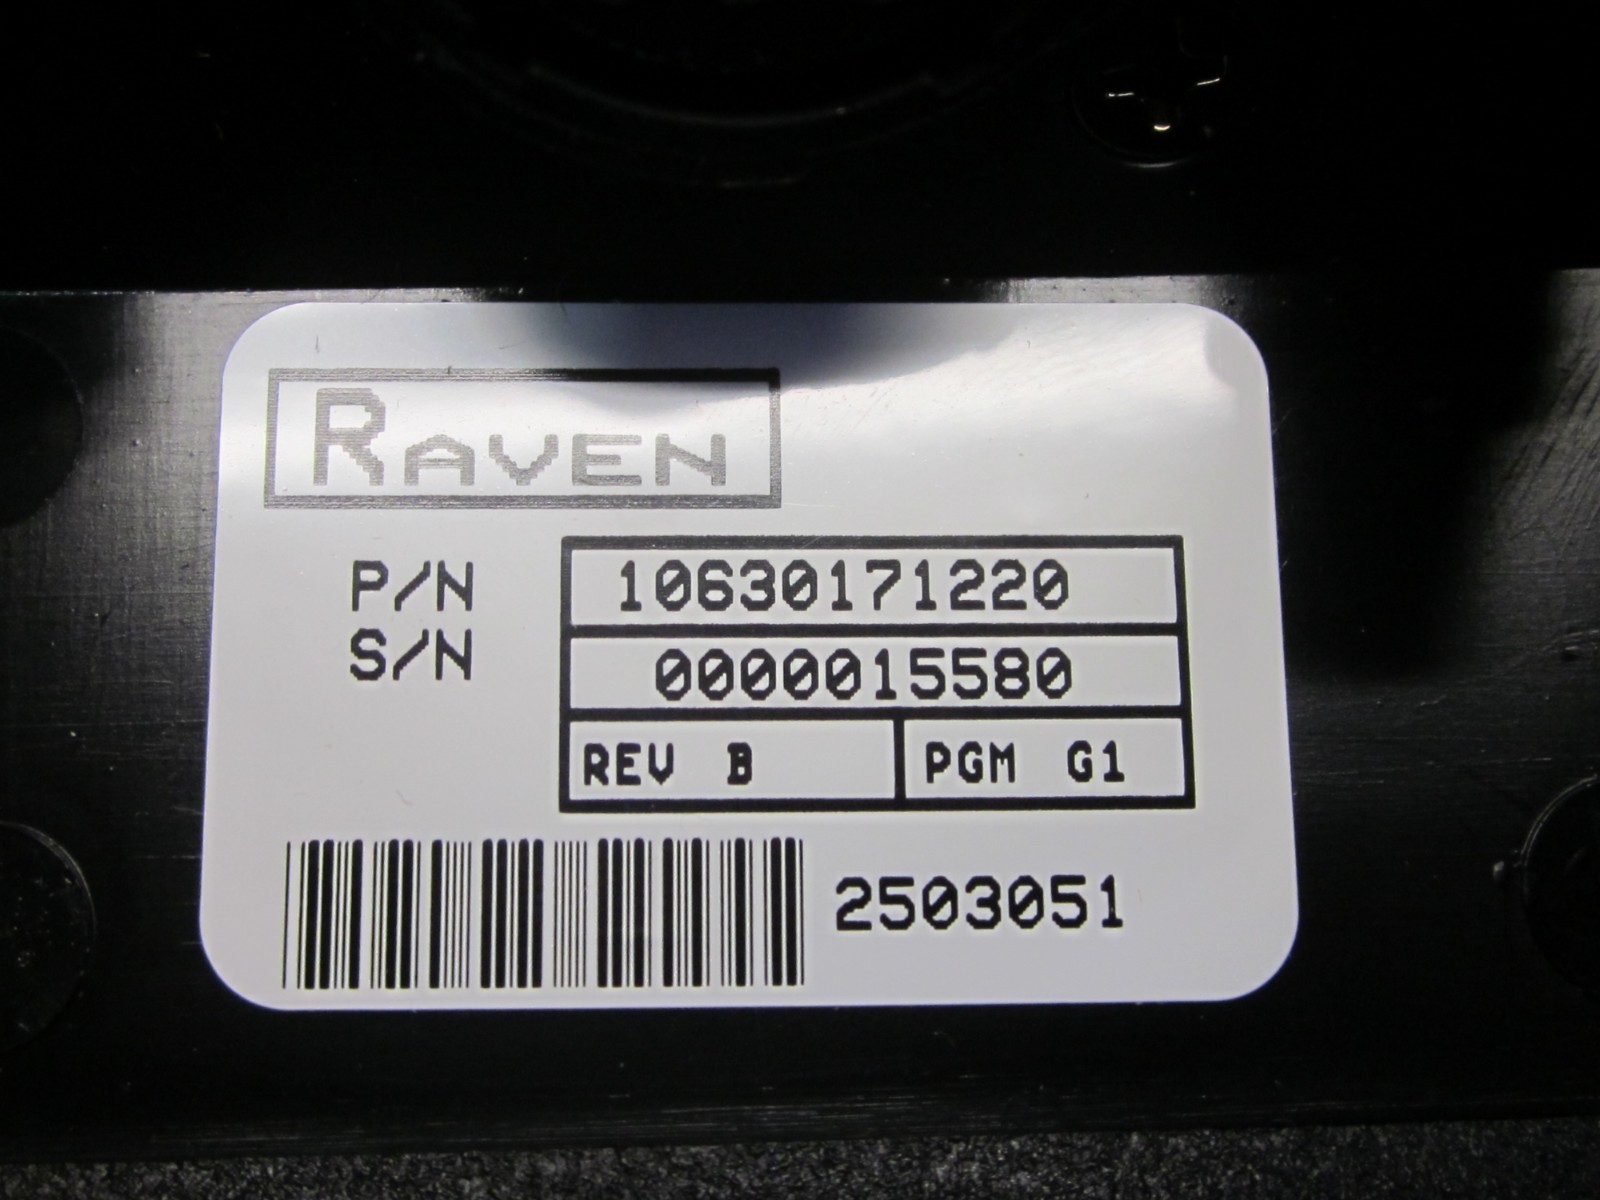 RAVEN
P/N 10630171220
S/N 0000015580
REV B PGM G1
2503051